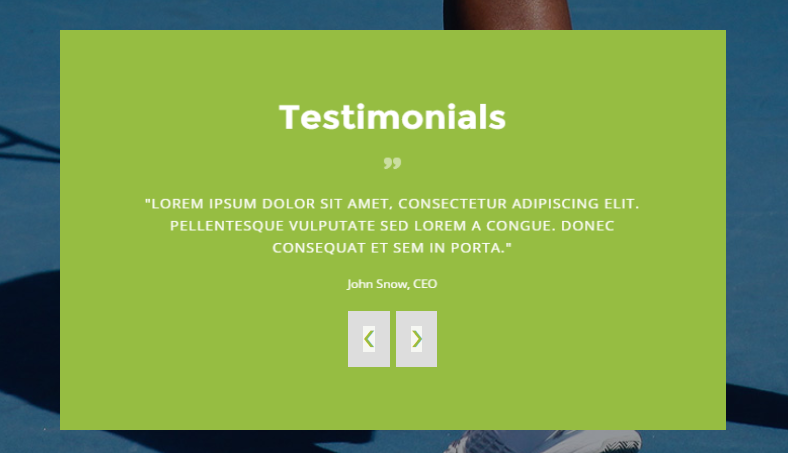 Testimonials
”
"LOREM IPSUM DOLOR SIT AMET, CONSECTETUR ADIPISCING ELIT.
PELLENTESQUE VULPUTATE SED LOREM A CONGUE. DONEC
CONSEQUAT ET SEM IN PORTA."
John Snow, CEO
‹ ›